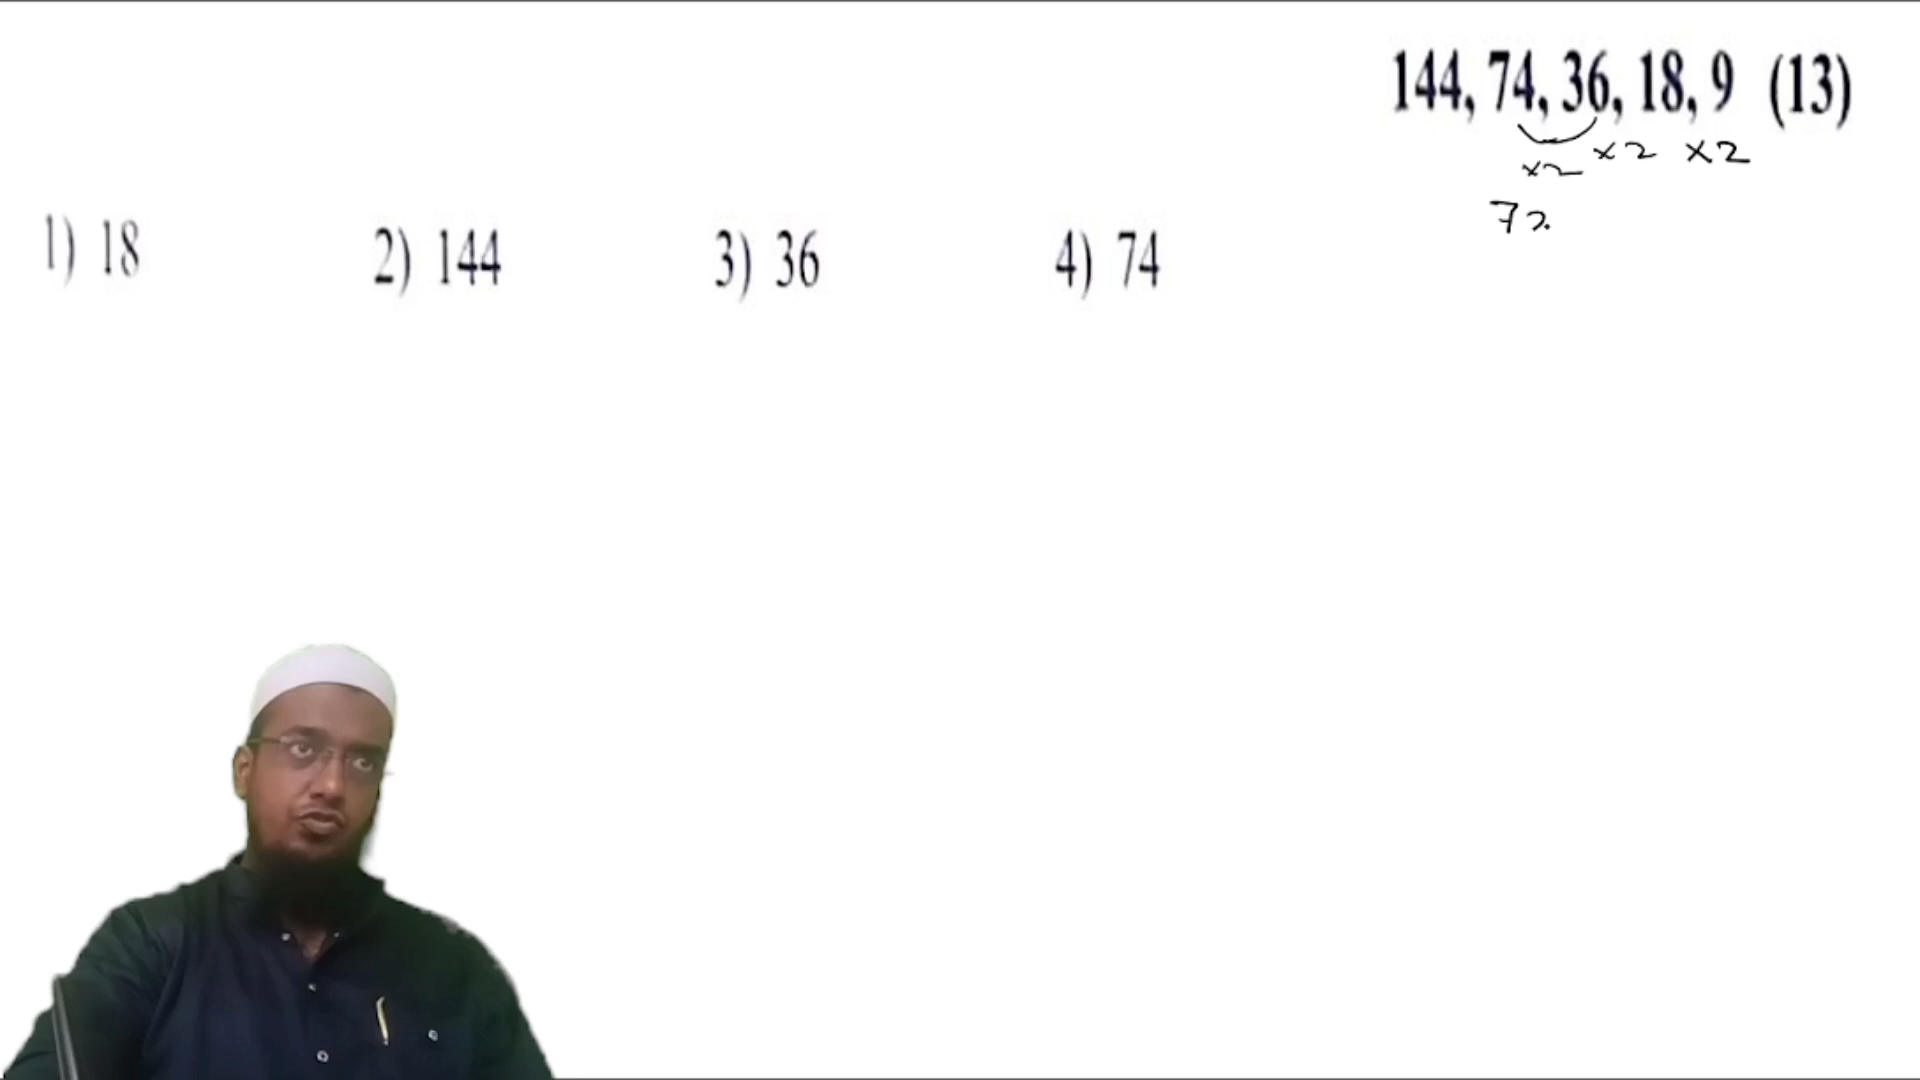 144, 74, 36, 18, 9 (13)
×2 ×2 ×2
72
1) 18 2) 144 3) 36 4) 74